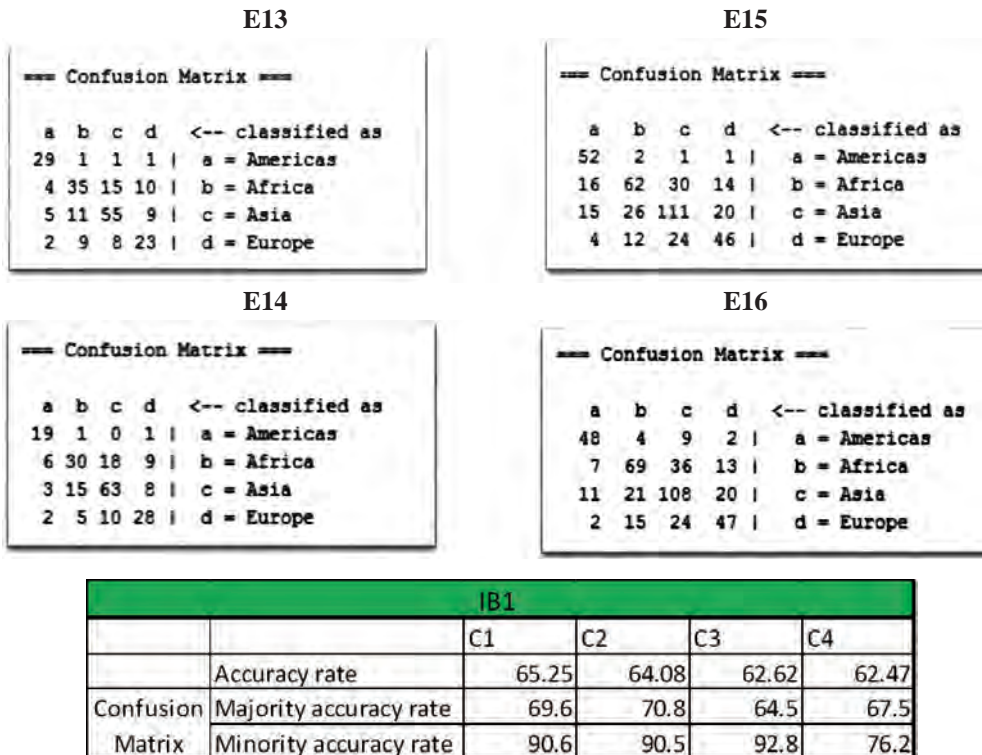 E13
=== Confusion Matrix ===
a b c d <-- classified as
29 1 1 1 | a = Americas
4 35 15 10 | b = Africa
5 11 55 9 | c = Asia
2 9 8 23 | d = Europe
E15
=== Confusion Matrix ===
a b c d <-- classified as
52 2 1 1 | a = Americas
16 62 30 14 | b = Africa
15 26 111 20 | c = Asia
4 12 24 46 | d = Europe
E14
=== Confusion Matrix ===
a b c d <-- classified as
19 1 0 1 | a = Americas
6 30 18 9 | b = Africa
3 15 63 8 | c = Asia
2 5 10 28 | d = Europe
E16
=== Confusion Matrix ===
a b c d <-- classified as
48 4 9 2 | a = Americas
7 69 36 13 | b = Africa
11 21 108 20 | c = Asia
2 15 24 47 | d = Europe
IB1
C1 C2 C3 C4
Accuracy rate 65.25 64.08 62.62 62.47
Confusion Majority accuracy rate 69.6 70.8 64.5 67.5
Matrix Minority accuracy rate 90.6 90.5 92.8 76.2